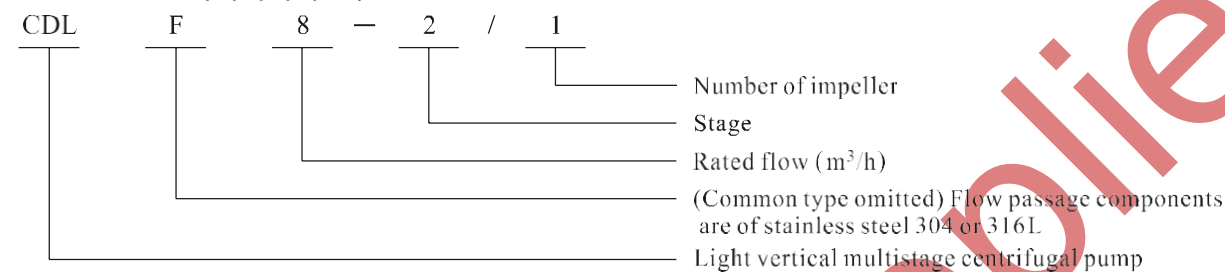 CDL F 8 — 2 / 1
Number of impeller
Stage
Rated flow (m³/h)
(Common type omitted) Flow passage components
are of stainless steel 304 or 316L
Light vertical multistage centrifugal pump